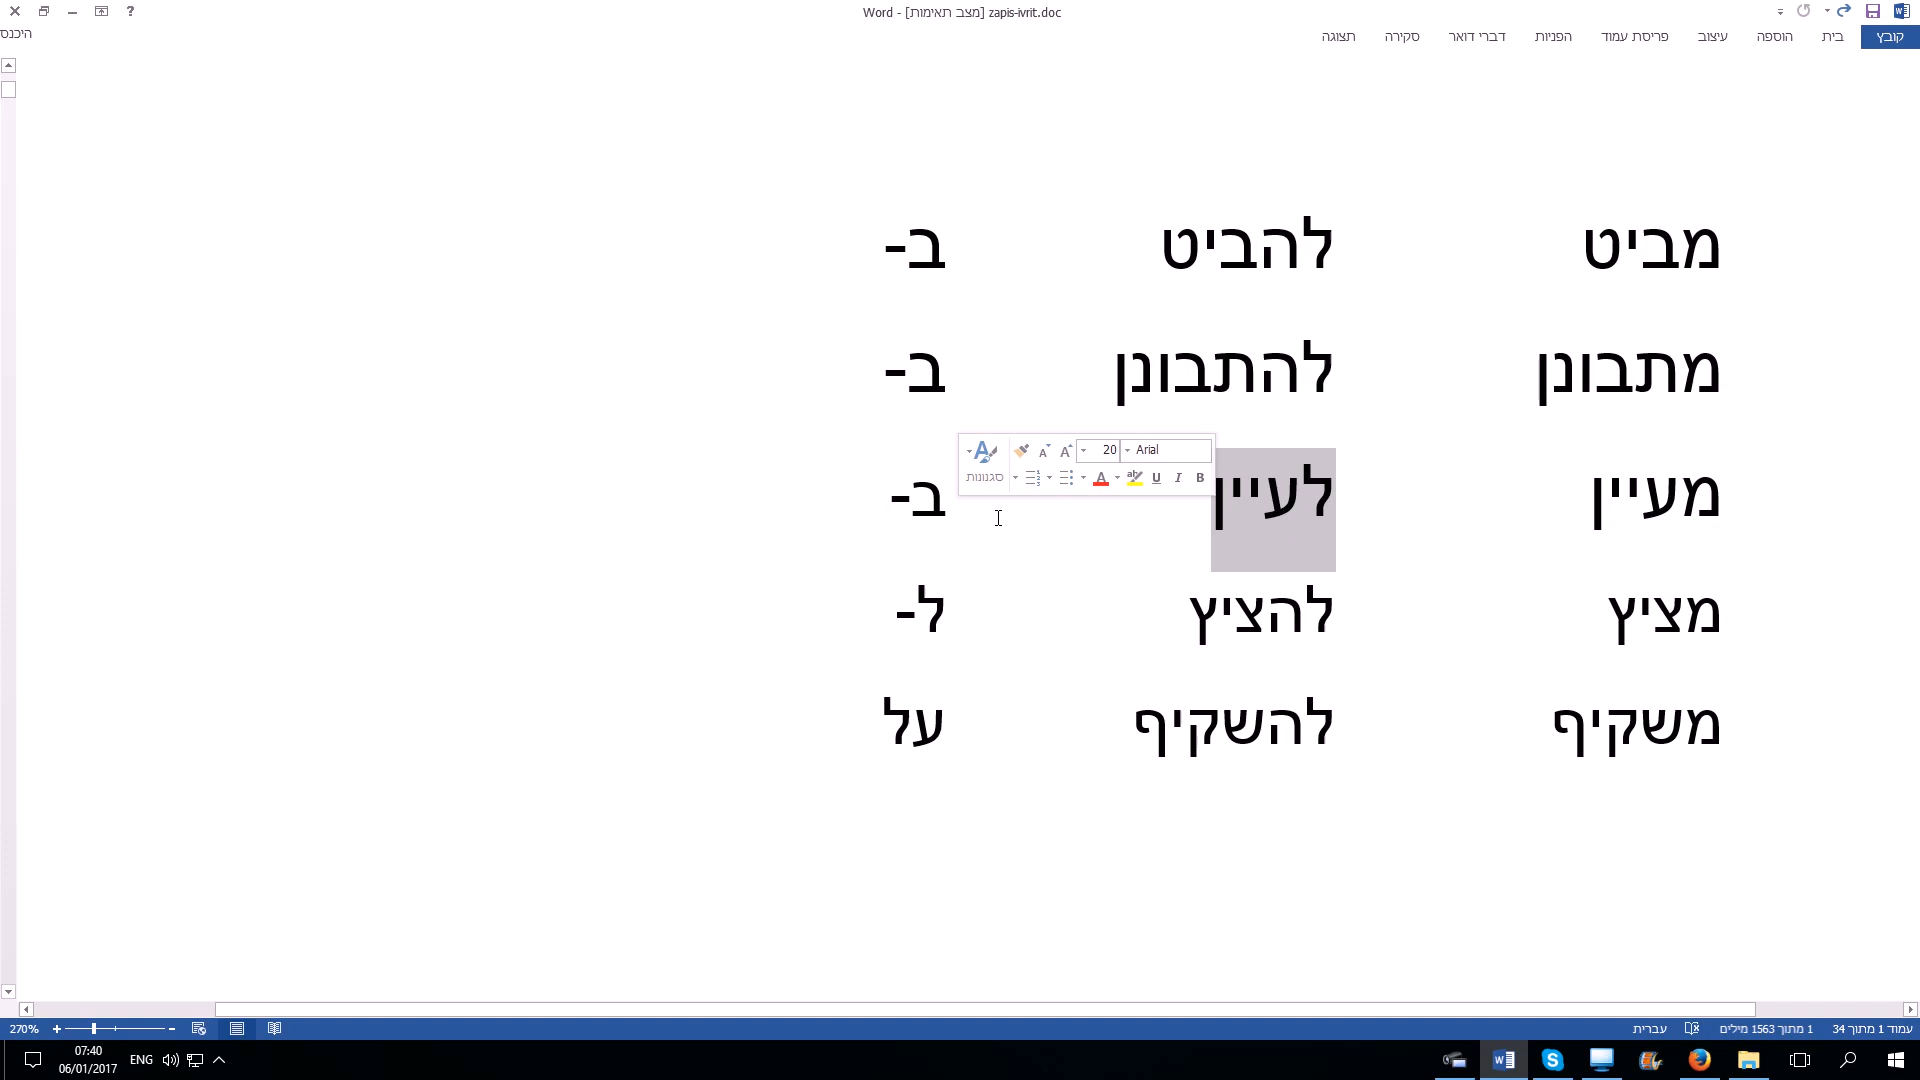 zapis-ivrit.doc [מצב תאימות] - Word
היכנס
קובץ בית הוספה עיצוב פריסת עמוד הפניות דברי דואר סקירה תצוגה
מביט להביט ב-
מתבונן להתבונן ב-
Arial 20
B I U סגנונות
מעיין לעיין ב-
מציץ להציץ ל-
משקיף להשקיף על
עמוד 1 מתוך 34 1 מתוך 1563 מילים עברית 270%
ENG 07:40
06/01/2017